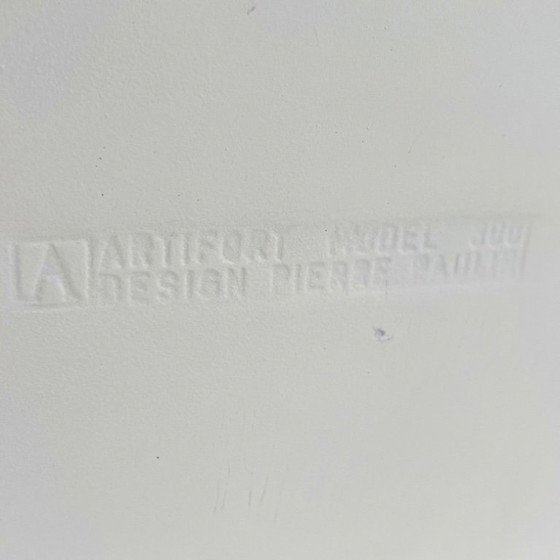 A ARTIFORT MODEL 300
DESIGN PIERRE PAULIN